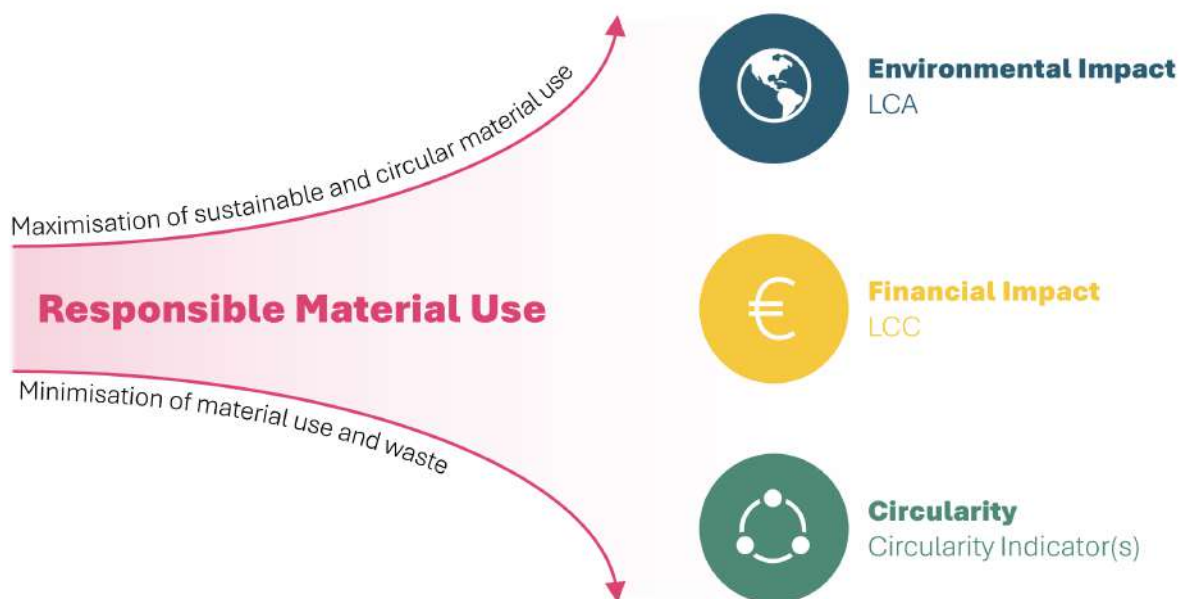 Maximisation of sustainable and circular material use
Responsible Material Use
Minimisation of material use and waste
Environmental Impact
LCA
€
Financial Impact
LCC
Circularity
Circularity Indicator(s)